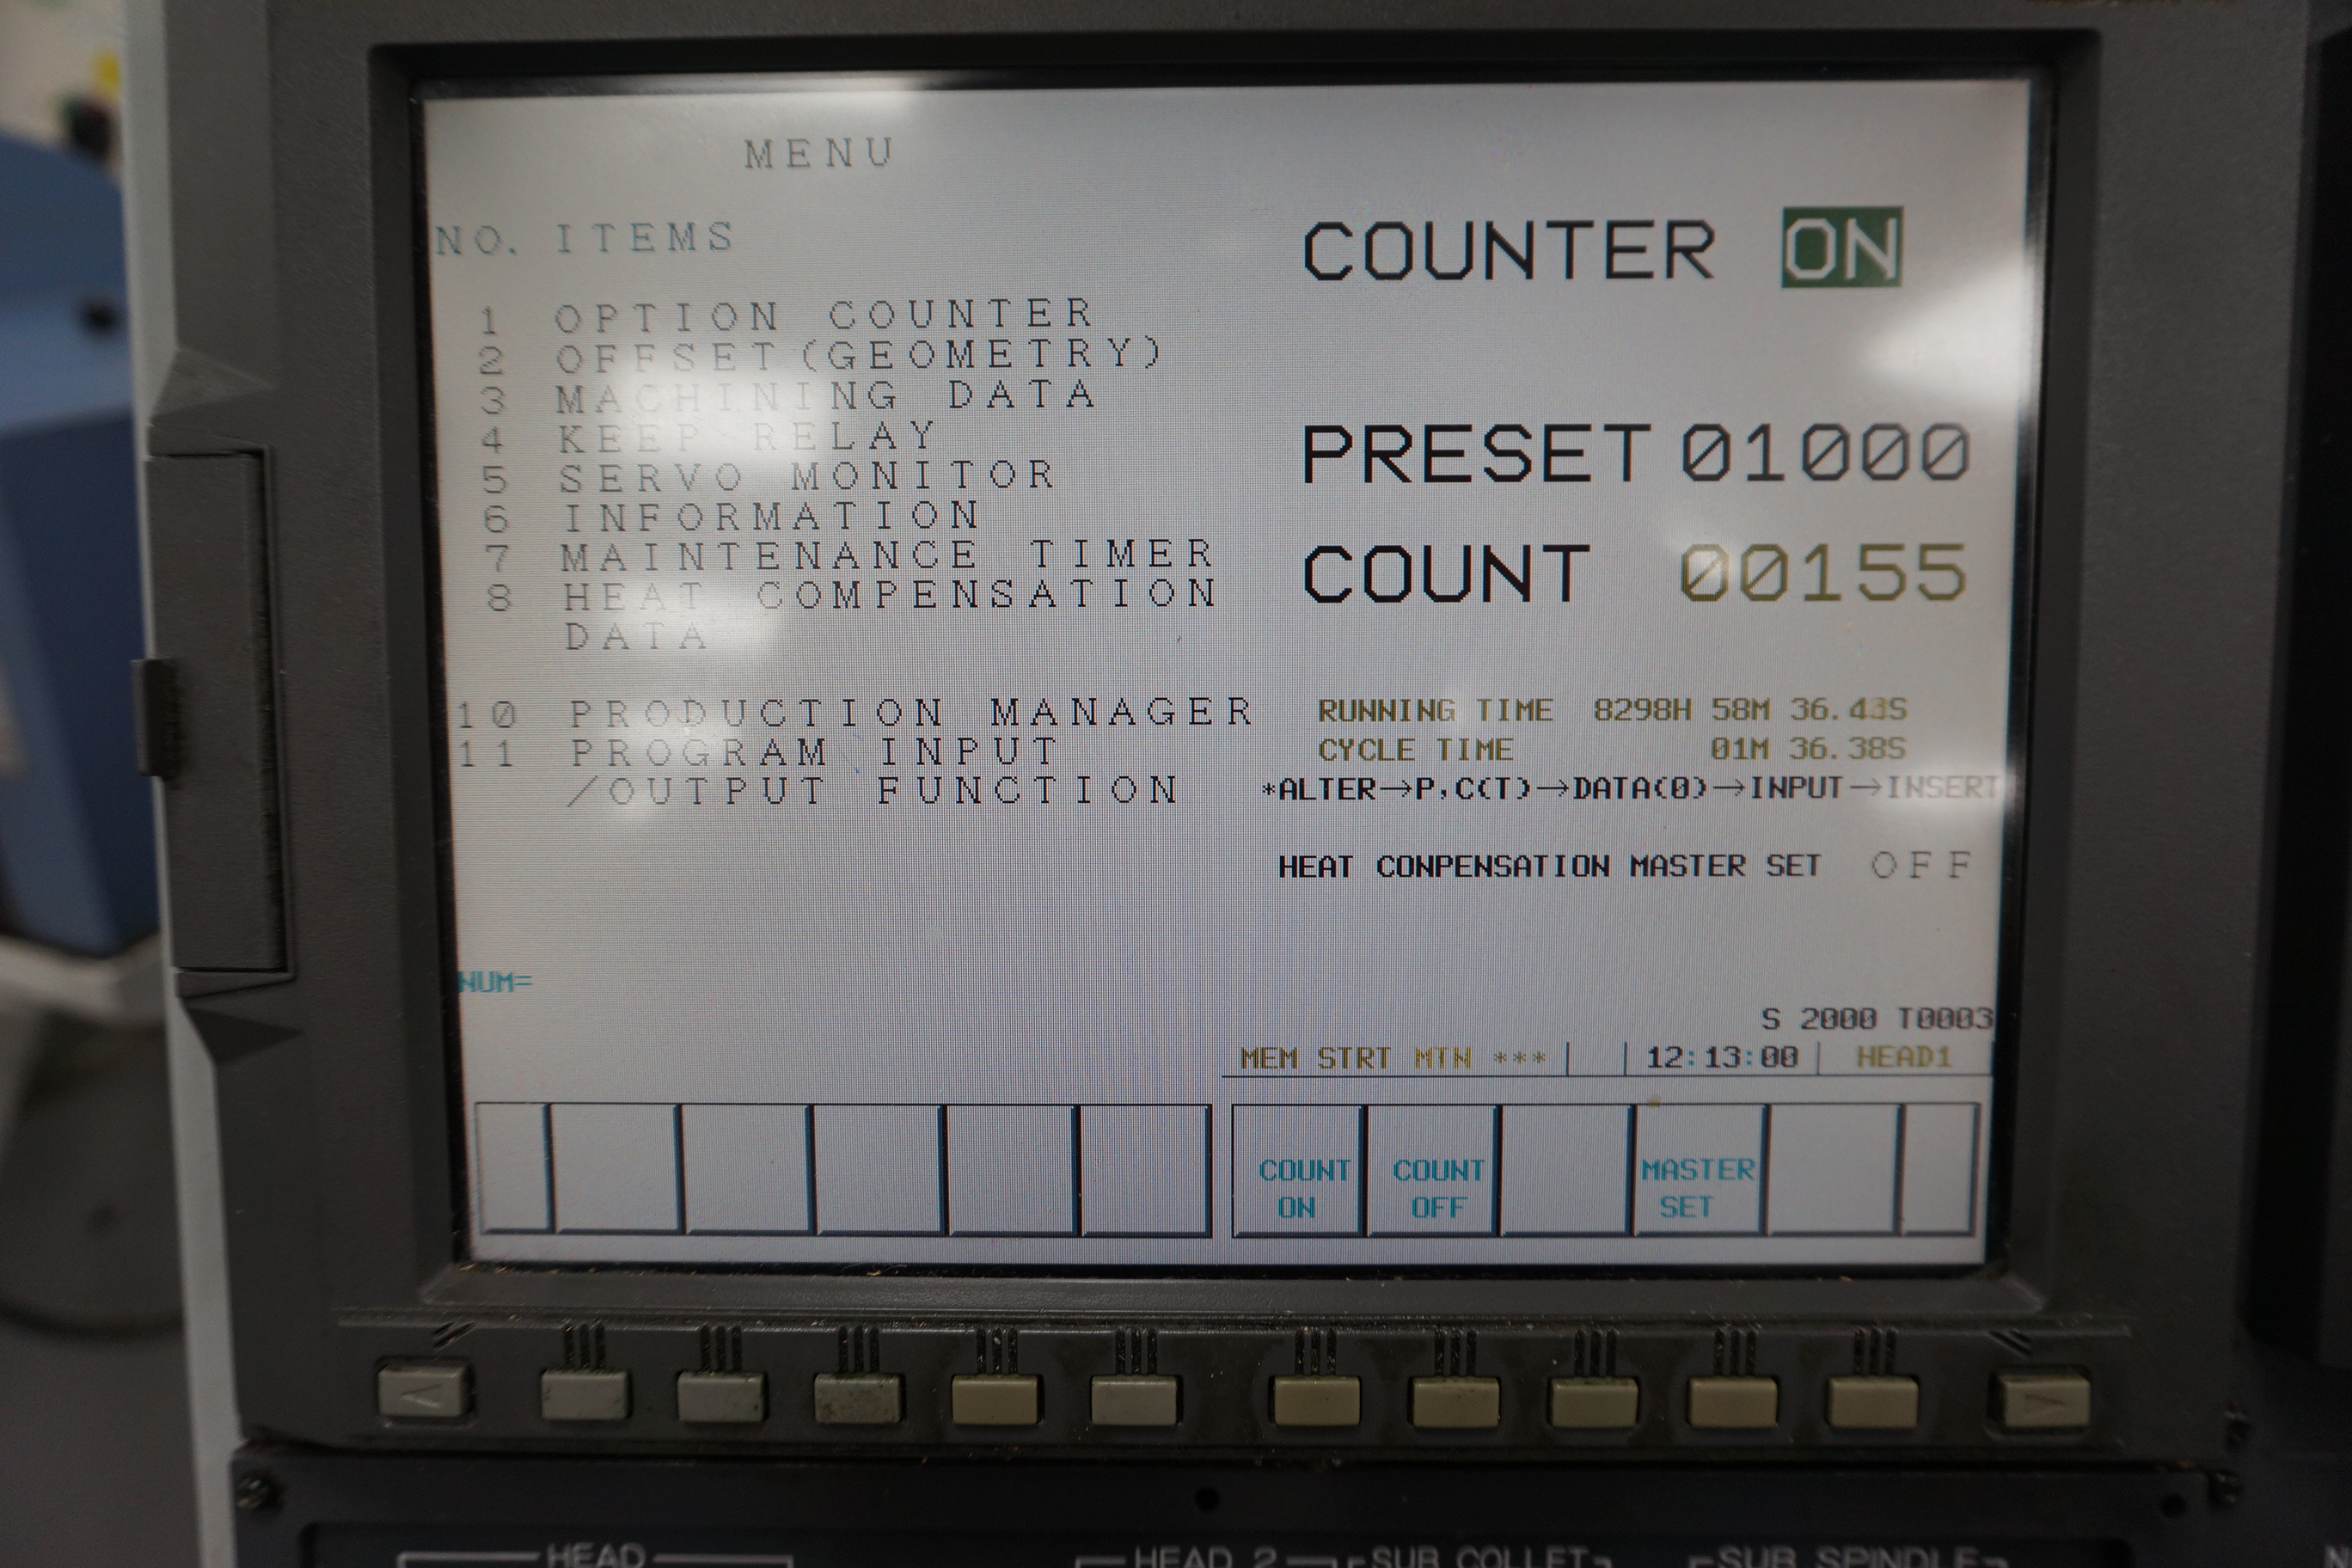 MENU
NO. ITEMS
1 OPTION COUNTER
2 OFFSET(GEOMETRY)
3 MACHINING DATA
4 KEEP RELAY
5 SERVO MONITOR
6 INFORMATION
7 MAINTENANCE TIMER
8 HEAT COMPENSATION
DATA
10 PRODUCTION MANAGER
11 PROGRAM INPUT
/OUTPUT FUNCTION
NUM=
COUNTER ON
PRESET 01000
COUNT 00155
RUNNING TIME 8298H 58M 36.43S
CYCLE TIME 01M 36.38S
*ALTER→P,C(T)→DATA(0)→INPUT→INSERT
HEAT CONPENSATION MASTER SET OFF
S 2000 T0003
MEM STRT MTN *** 12:13:00 HEAD1
COUNT ON
COUNT OFF
MASTER SET
HEAD
HEAD 2
SUB COLLET
SUB SPINDLE